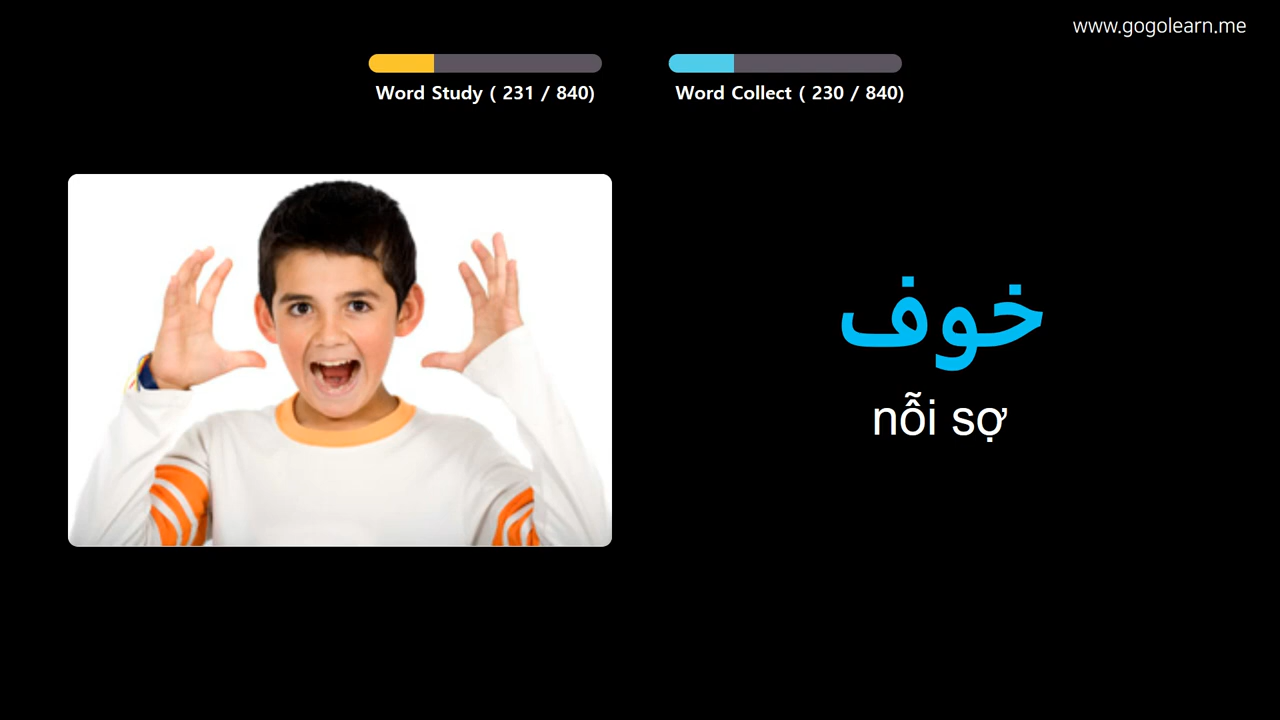 www.gogolearn.me
Word Study ( 231 / 840)
Word Collect ( 230 / 840)
خوف
nỗi sợ